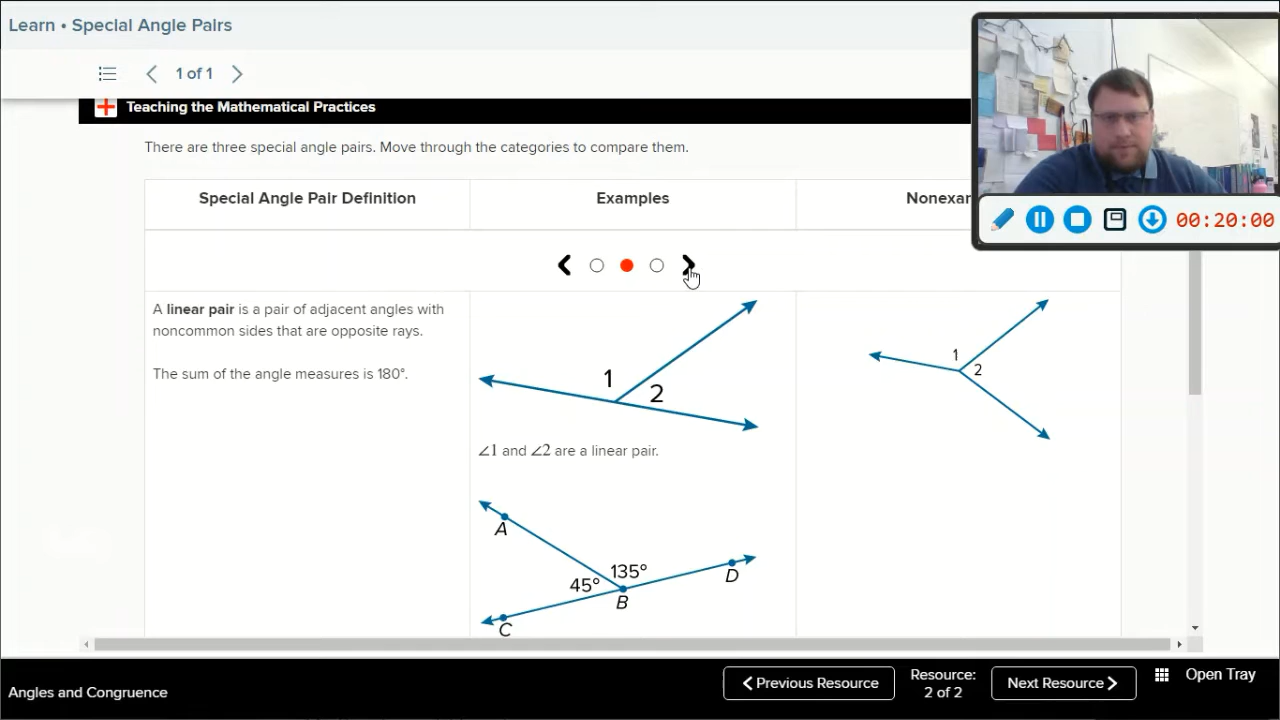 Learn • Special Angle Pairs
1 of 1
Teaching the Mathematical Practices
There are three special angle pairs. Move through the categories to compare them.
Special Angle Pair Definition
Examples
Nonexar
00:20:00
A linear pair is a pair of adjacent angles with
noncommon sides that are opposite rays.
The sum of the angle measures is 180°.
1
2
∠1 and ∠2 are a linear pair.
A
135°
45°
B
C
D
1
2
Angles and Congruence
Previous Resource
Resource:
2 of 2
Next Resource
Open Tray